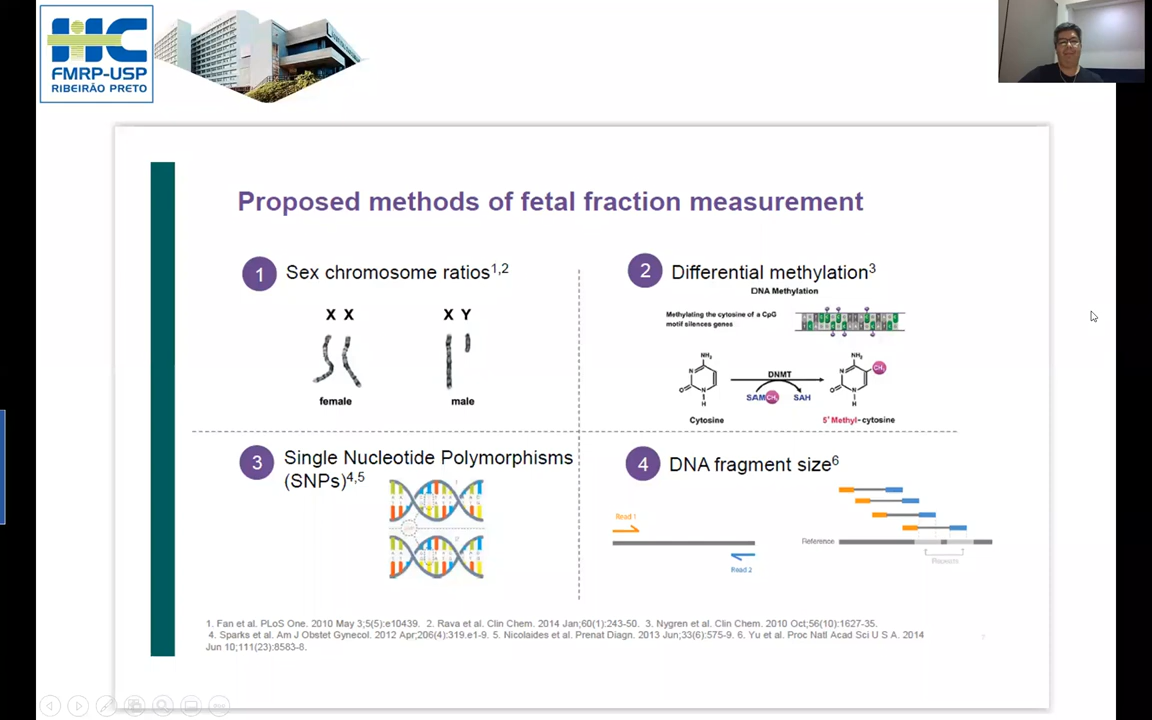 HC
FMRP-USP
RIBEIRÃO PRETO
Proposed methods of fetal fraction measurement
1 Sex chromosome ratios1,2
X X
X Y
female
male
2 Differential methylation3
DNA Methylation
Methylating the cytosine of a CpG
motif silences genes
NH2
N
O
N
H
DNMT
SAM CH3
SAH
NH2
CH3
N
O
N
H
Cytosine
5' Methyl-cytosine
3 Single Nucleotide Polymorphisms
(SNPs)4,5
1
2
4 DNA fragment size6
Read 1
Read 2
Reference
1. Fan et al. PLoS One. 2010 May 3;5(5):e10439. 2. Rava et al. Clin Chem. 2014 Jan;60(1):243-50. 3. Nygren et al. Clin Chem. 2010 Oct;56(10):1627-35.
4. Sparks et al. Am J Obstet Gynecol. 2012 Apr;206(4):319.e1-9. 5. Nicolaides et al. Prenat Diagn. 2013 Jun;33(6):575-9. 6. Yu et al. Proc Natl Acad Sci U S A. 2014
Jun 10;111(23):8583-8.
7